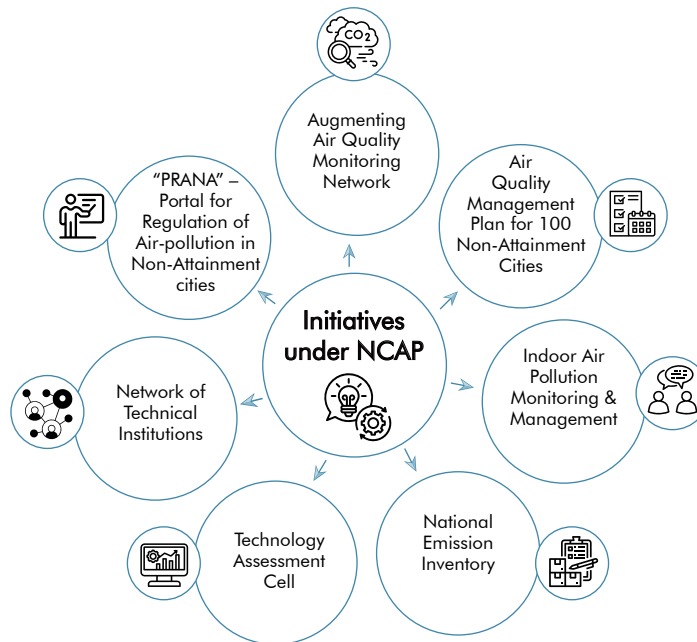 CO2
Augmenting
Air Quality
Monitoring
Network
Air
Quality
Management
Plan for 100
Non-Attainment
Cities
Indoor Air
Pollution
Monitoring &
Management
National
Emission
Inventory
Technology
Assessment
Cell
Network of
Technical
Institutions
“PRANA” –
Portal for
Regulation of
Air-pollution in
Non-Attainment
cities
Initiatives
under NCAP